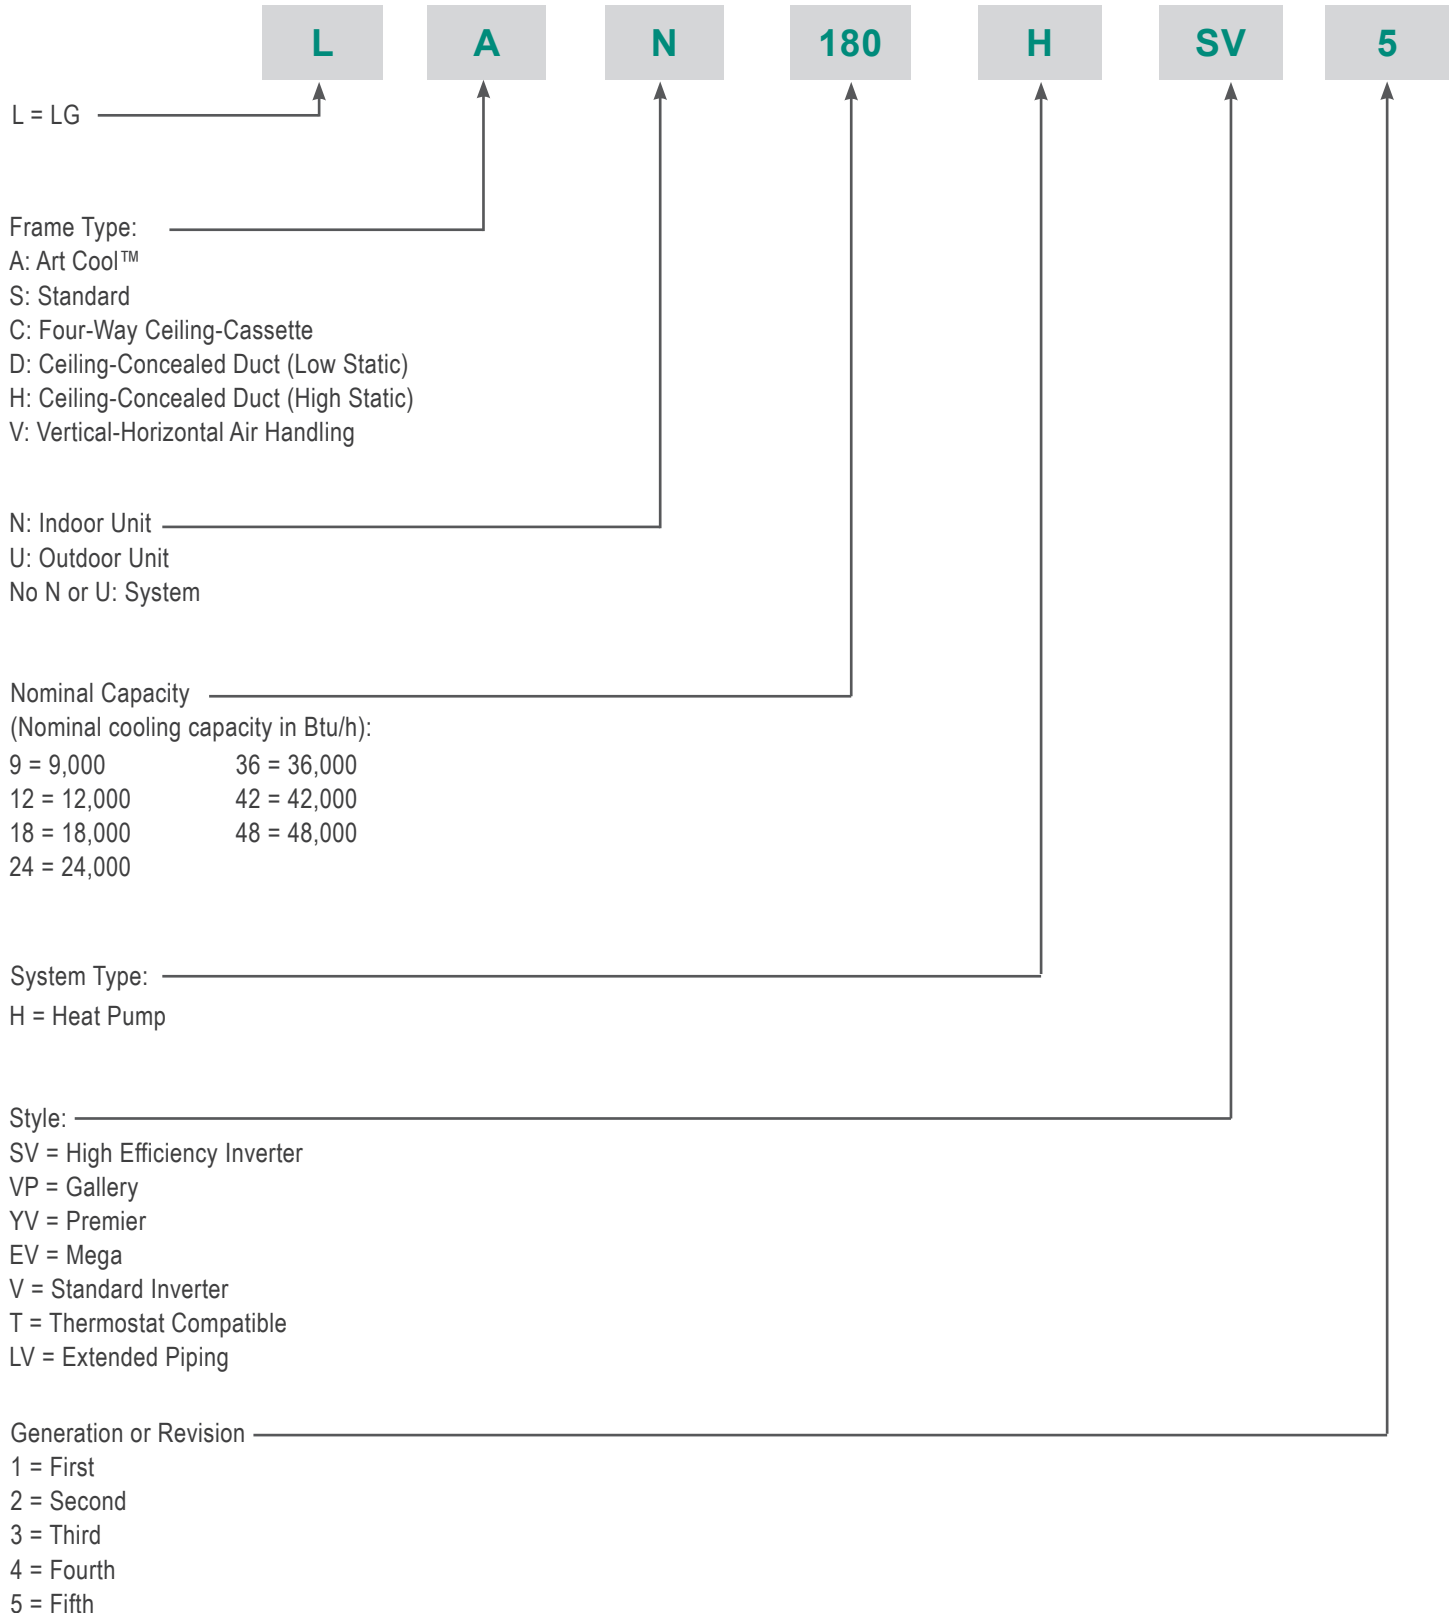 L A N 180 H SV 5
L = LG
Frame Type:
A: Art Cool™
S: Standard
C: Four-Way Ceiling-Cassette
D: Ceiling-Concealed Duct (Low Static)
H: Ceiling-Concealed Duct (High Static)
V: Vertical-Horizontal Air Handling
N: Indoor Unit
U: Outdoor Unit
No N or U: System
Nominal Capacity
(Nominal cooling capacity in Btu/h):
9 = 9,000 36 = 36,000
12 = 12,000 42 = 42,000
18 = 18,000 48 = 48,000
24 = 24,000
System Type:
H = Heat Pump
Style:
SV = High Efficiency Inverter
VP = Gallery
YV = Premier
EV = Mega
V = Standard Inverter
T = Thermostat Compatible
LV = Extended Piping
Generation or Revision
1 = First
2 = Second
3 = Third
4 = Fourth
5 = Fifth